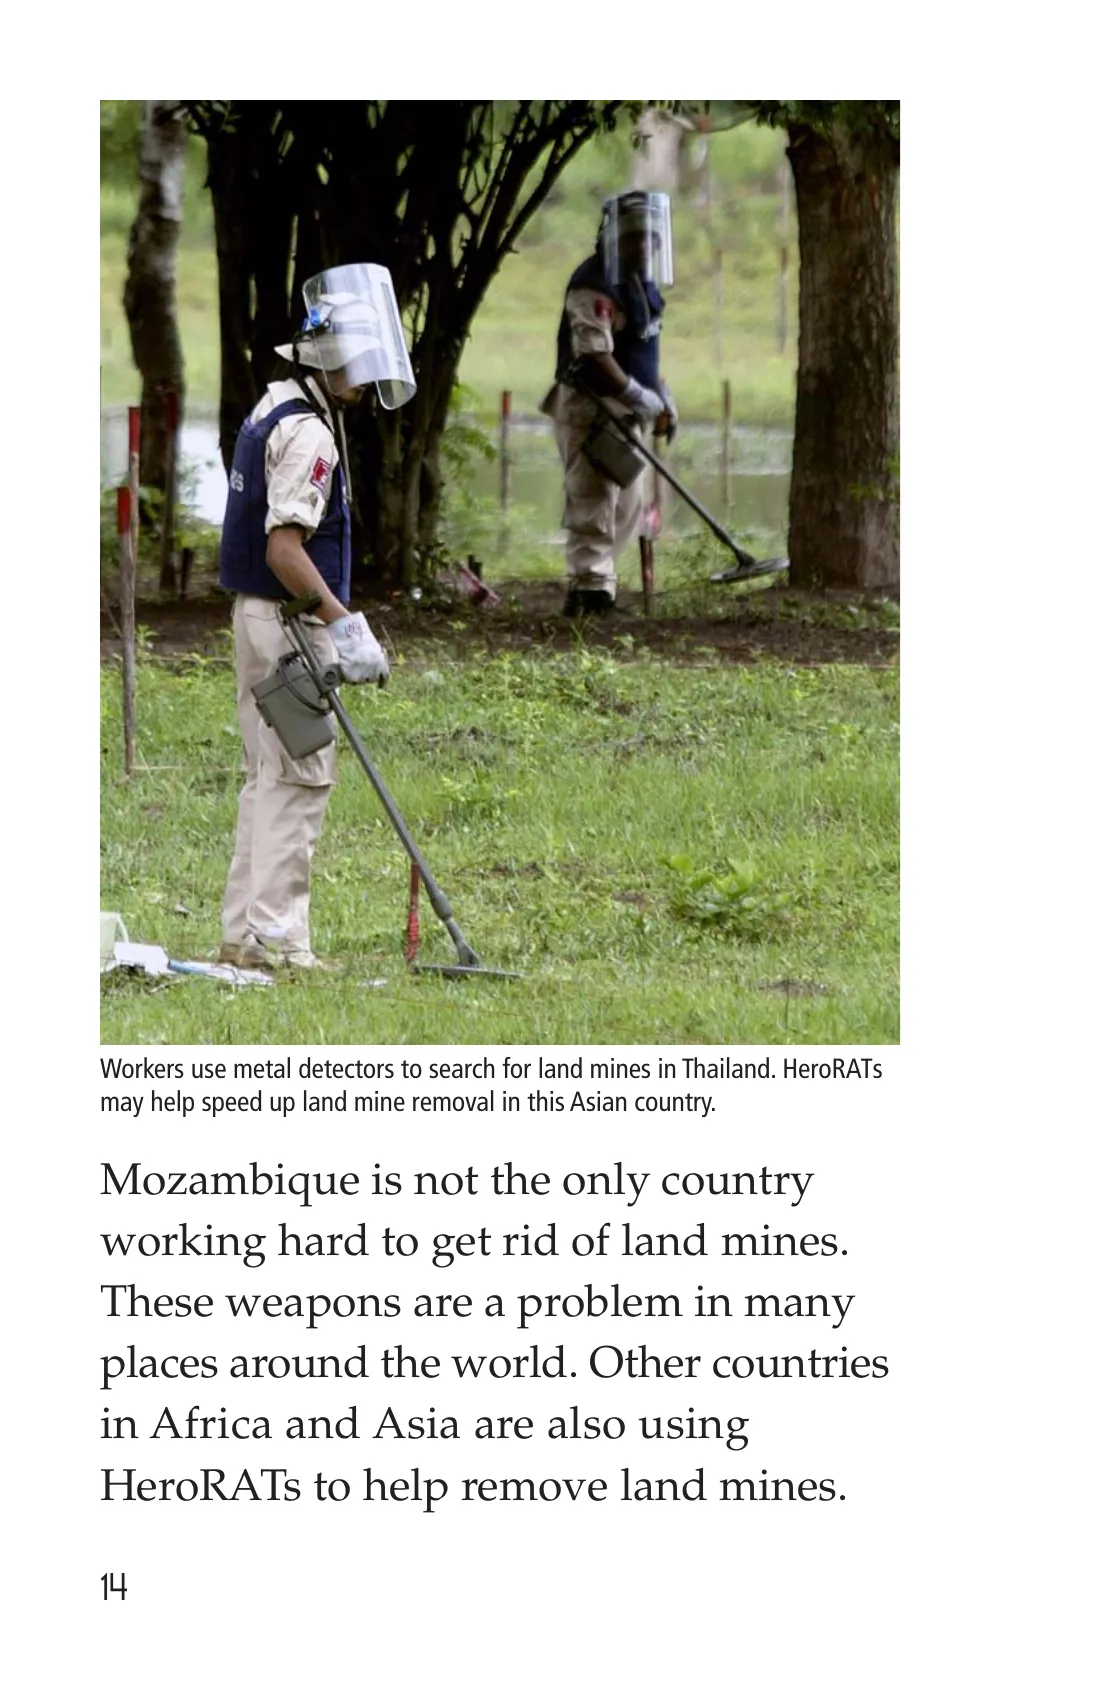 Workers use metal detectors to search for land mines in Thailand. HeroRATs
may help speed up land mine removal in this Asian country.
Mozambique is not the only country
working hard to get rid of land mines.
These weapons are a problem in many
places around the world. Other countries
in Africa and Asia are also using
HeroRATs to help remove land mines.
14